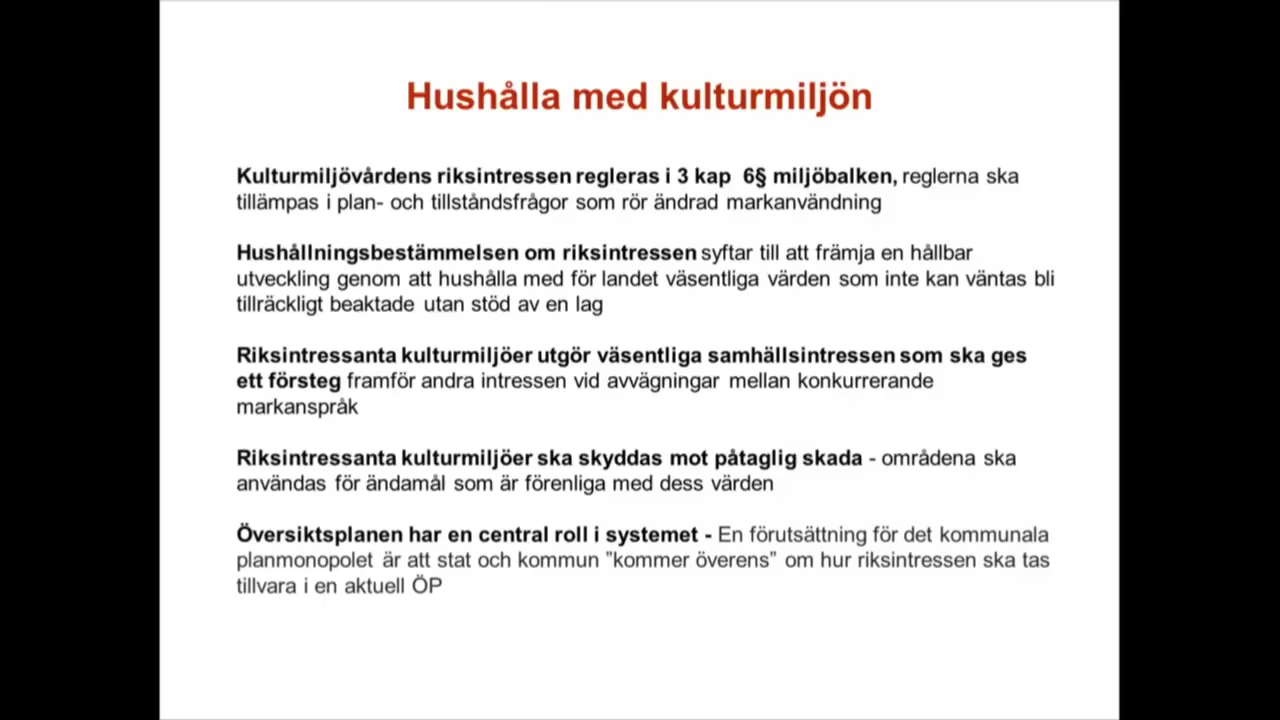 Hushålla med kulturmiljön
Kulturmiljövårdens riksintressen regleras i 3 kap 6§ miljöbalken, reglerna ska
tillämpas i plan- och tillståndsfrågor som rör ändrad markanvändning
Hushållningsbestämmelsen om riksintressen syftar till att främja en hållbar
utveckling genom att hushålla med för landet väsentliga värden som inte kan väntas bli
tillräckligt beaktade utan stöd av en lag
Riksintressanta kulturmiljöer utgör väsentliga samhällsintressen som ska ges
ett försteg framför andra intressen vid avvägningar mellan konkurrerande
markanspråk
Riksintressanta kulturmiljöer ska skyddas mot påtaglig skada - områdena ska
användas för ändamål som är förenliga med dess värden
Översiktsplanen har en central roll i systemet - En förutsättning för det kommunala
planmonopolet är att stat och kommun ”kommer överens” om hur riksintressen ska tas
tillvara i en aktuell ÖP